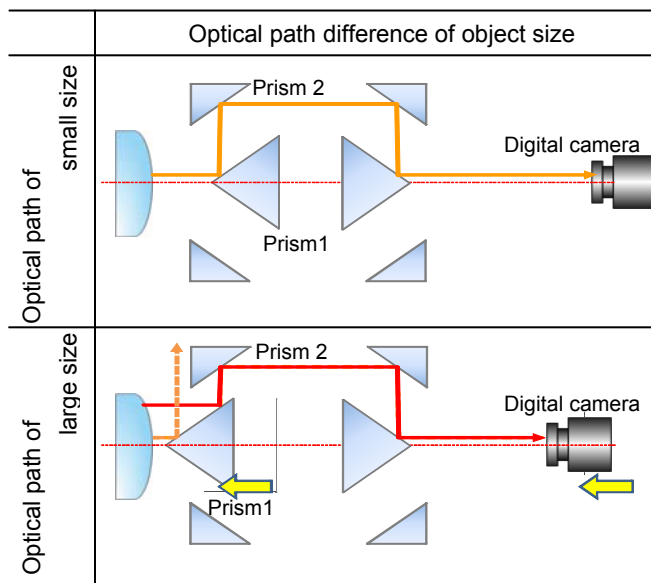 Optical path difference of object size
Optical path of
small size
Prism 2
Digital camera
Prism1
Optical path of
large size
Prism 2
Digital camera
Prism1